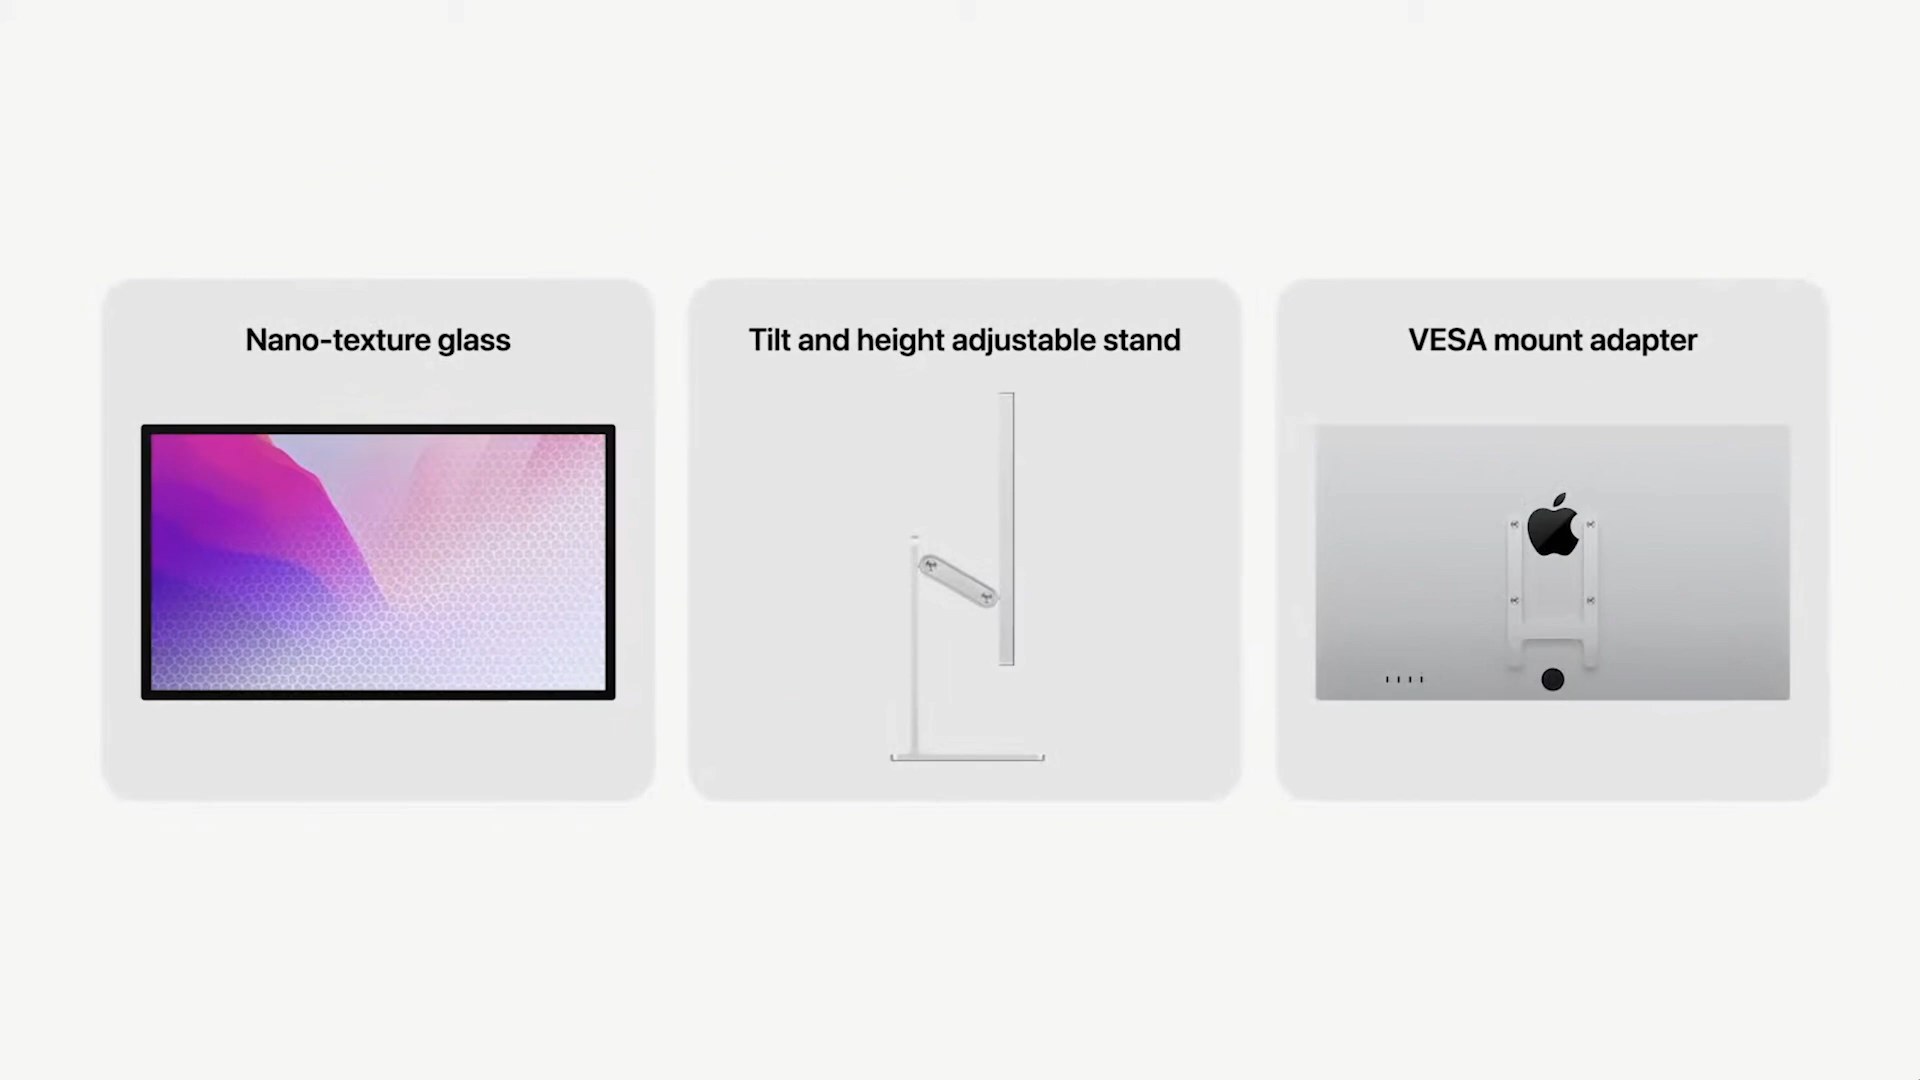 Nano-texture glass
Tilt and height adjustable stand
VESA mount adapter